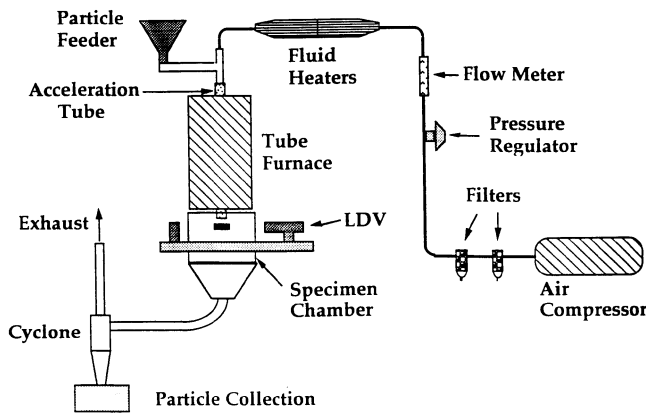 Particle
Feeder
Fluid
Heaters
Flow Meter
Acceleration
Tube
Pressure
Regulator
Tube
Furnace
Filters
Exhaust
LDV
Specimen
Chamber
Air
Compressor
Cyclone
Particle Collection